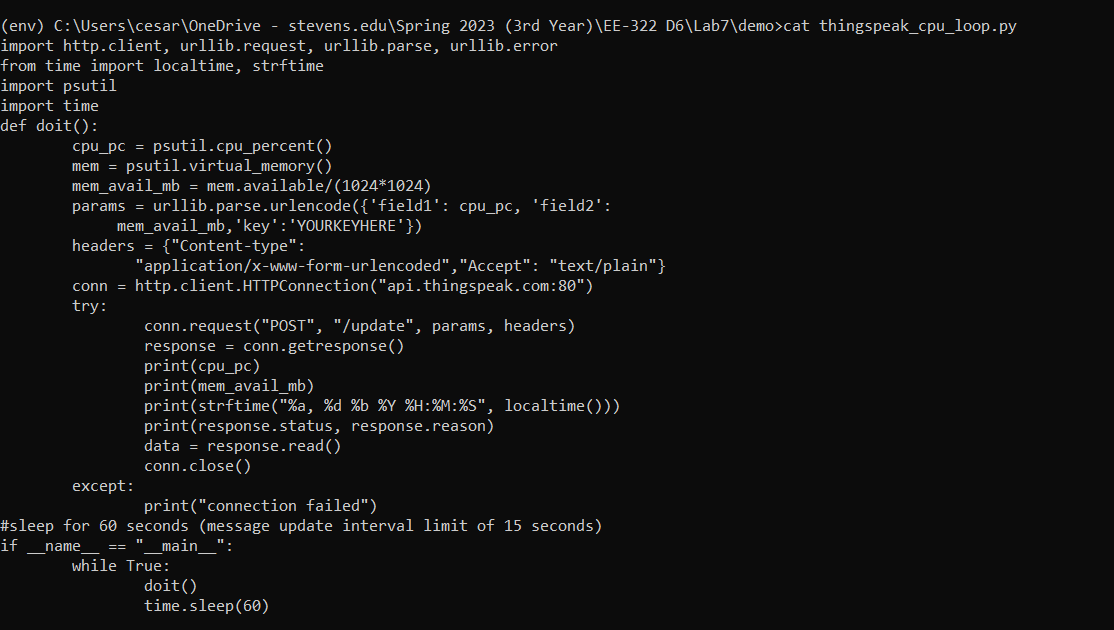 (env) C:\Users\cesar\OneDrive - stevens.edu\Spring 2023 (3rd Year)\EE-322 D6\Lab7\demo>cat thingspeak_cpu_loop.py
import http.client, urllib.request, urllib.parse, urllib.error
from time import localtime, strftime
import psutil
import time
def doit():
        cpu_pc = psutil.cpu_percent()
        mem = psutil.virtual_memory()
        mem_avail_mb = mem.available/(1024*1024)
        params = urllib.parse.urlencode({'field1': cpu_pc, 'field2':
             mem_avail_mb,'key':'YOURKEYHERE'})
        headers = {"Content-type":
               "application/x-www-form-urlencoded","Accept": "text/plain"}
        conn = http.client.HTTPConnection("api.thingspeak.com:80")
        try:
                conn.request("POST", "/update", params, headers)
                response = conn.getresponse()
                print(cpu_pc)
                print(mem_avail_mb)
                print(strftime("%a, %d %b %Y %H:%M:%S", localtime()))
                print(response.status, response.reason)
                data = response.read()
                conn.close()
        except:
                print("connection failed")
#sleep for 60 seconds (message update interval limit of 15 seconds)
if __name__ == "__main__":
        while True:
                doit()
                time.sleep(60)